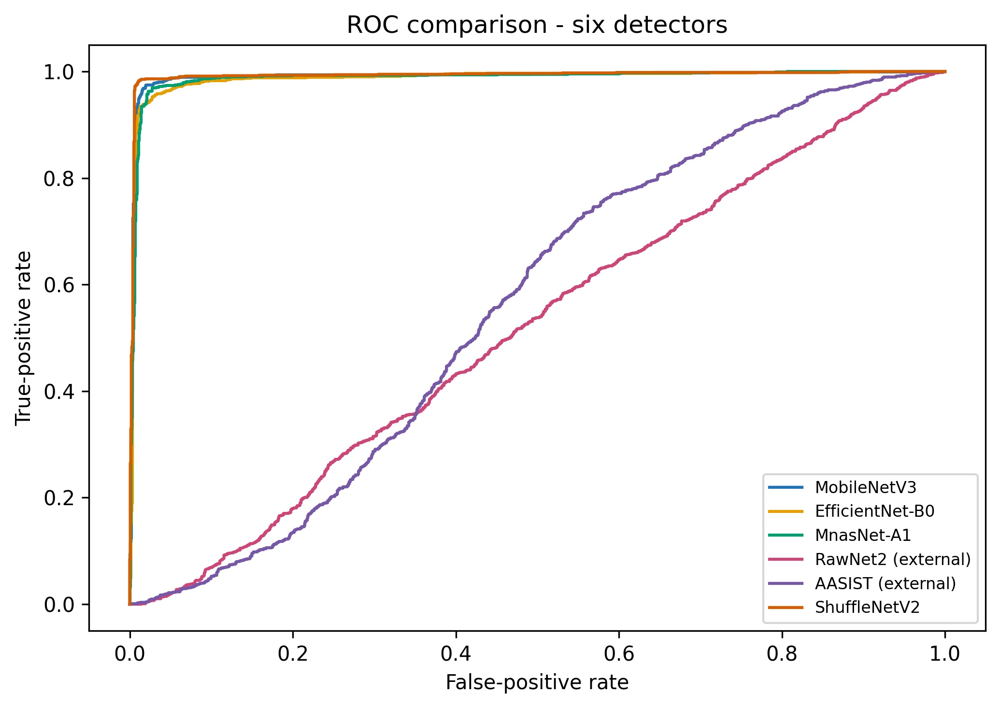 ROC comparison - six detectors
True-positive rate
1.0
0.8
0.6
0.4
0.2
0.0
0.0 0.2 0.4 0.6 0.8 1.0
False-positive rate
MobileNetV3
EfficientNet-B0
MnasNet-A1
RawNet2 (external)
AASIST (external)
ShuffleNetV2